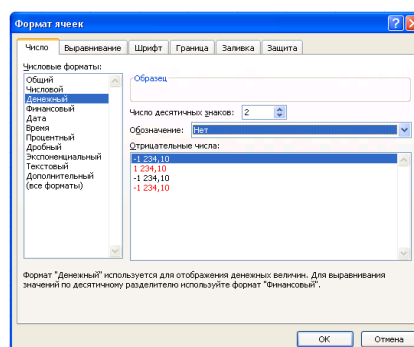 Формат ячеек
Число Выравнивание Шрифт Граница Заливка Защита
Числовые форматы:
Общий
Числовой
Денежный
Финансовый
Дата
Время
Процентный
Дробный
Экспоненциальный
Текстовый
Дополнительный
(все форматы)
Образец
Число десятичных знаков: 2
Обозначение: Нет
Отрицательные числа:
-1 234,10
1 234,10
-1 234,10
-1 234,10
Формат "Денежный" используется для отображения денежных величин. Для выравнивания
значений по десятичному разделителю используйте формат "Финансовый".
ОК Отмена